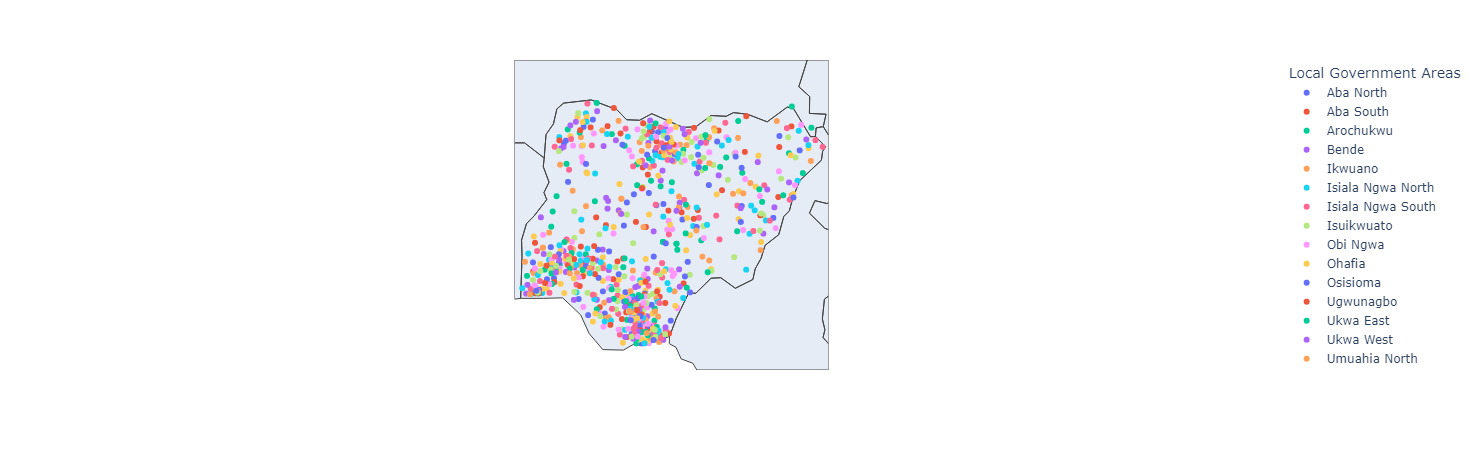 Local Government Areas
Aba North
Aba South
Arochukwu
Bende
Ikwuano
Isiala Ngwa North
Isiala Ngwa South
Isuikwuato
Obi Ngwa
Ohafia
Osisioma
Ugwunagbo
Ukwa East
Ukwa West
Umuahia North